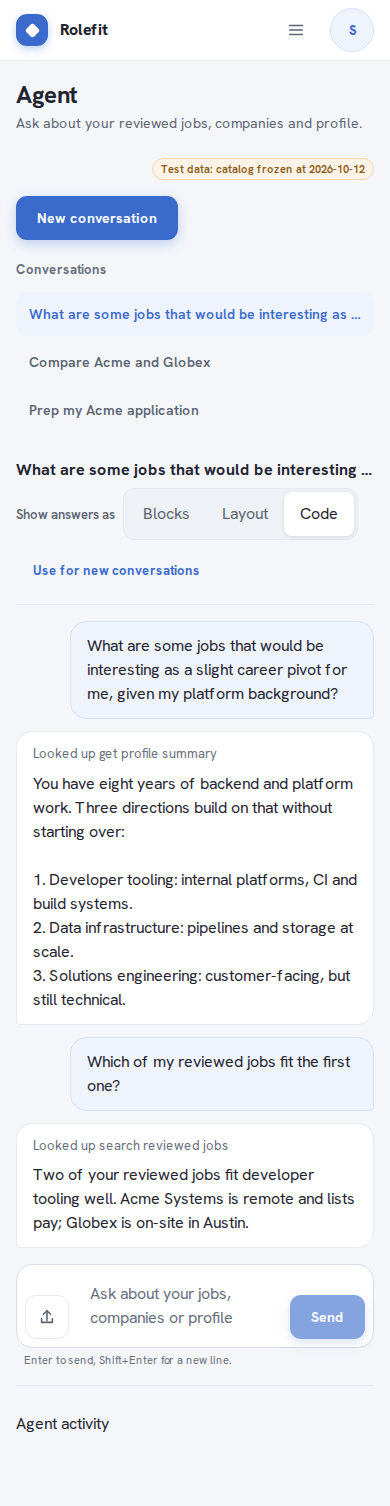 Rolefit
S
Agent
Ask about your reviewed jobs, companies and profile.
Test data: catalog frozen at 2026-10-12
New conversation
Conversations
What are some jobs that would be interesting as ...
Compare Acme and Globex
Prep my Acme application
What are some jobs that would be interesting ...
Show answers as
Blocks
Layout
Code
Use for new conversations
What are some jobs that would be
interesting as a slight career pivot for
me, given my platform background?
Looked up get profile summary
You have eight years of backend and platform
work. Three directions build on that without
starting over:
1. Developer tooling: internal platforms, CI and
build systems.
2. Data infrastructure: pipelines and storage at
scale.
3. Solutions engineering: customer-facing, but
still technical.
Which of my reviewed jobs fit the first
one?
Looked up search reviewed jobs
Two of your reviewed jobs fit developer
tooling well. Acme Systems is remote and lists
pay; Globex is on-site in Austin.
Ask about your jobs,
companies or profile
Send
Enter to send, Shift+Enter for a new line.
Agent activity